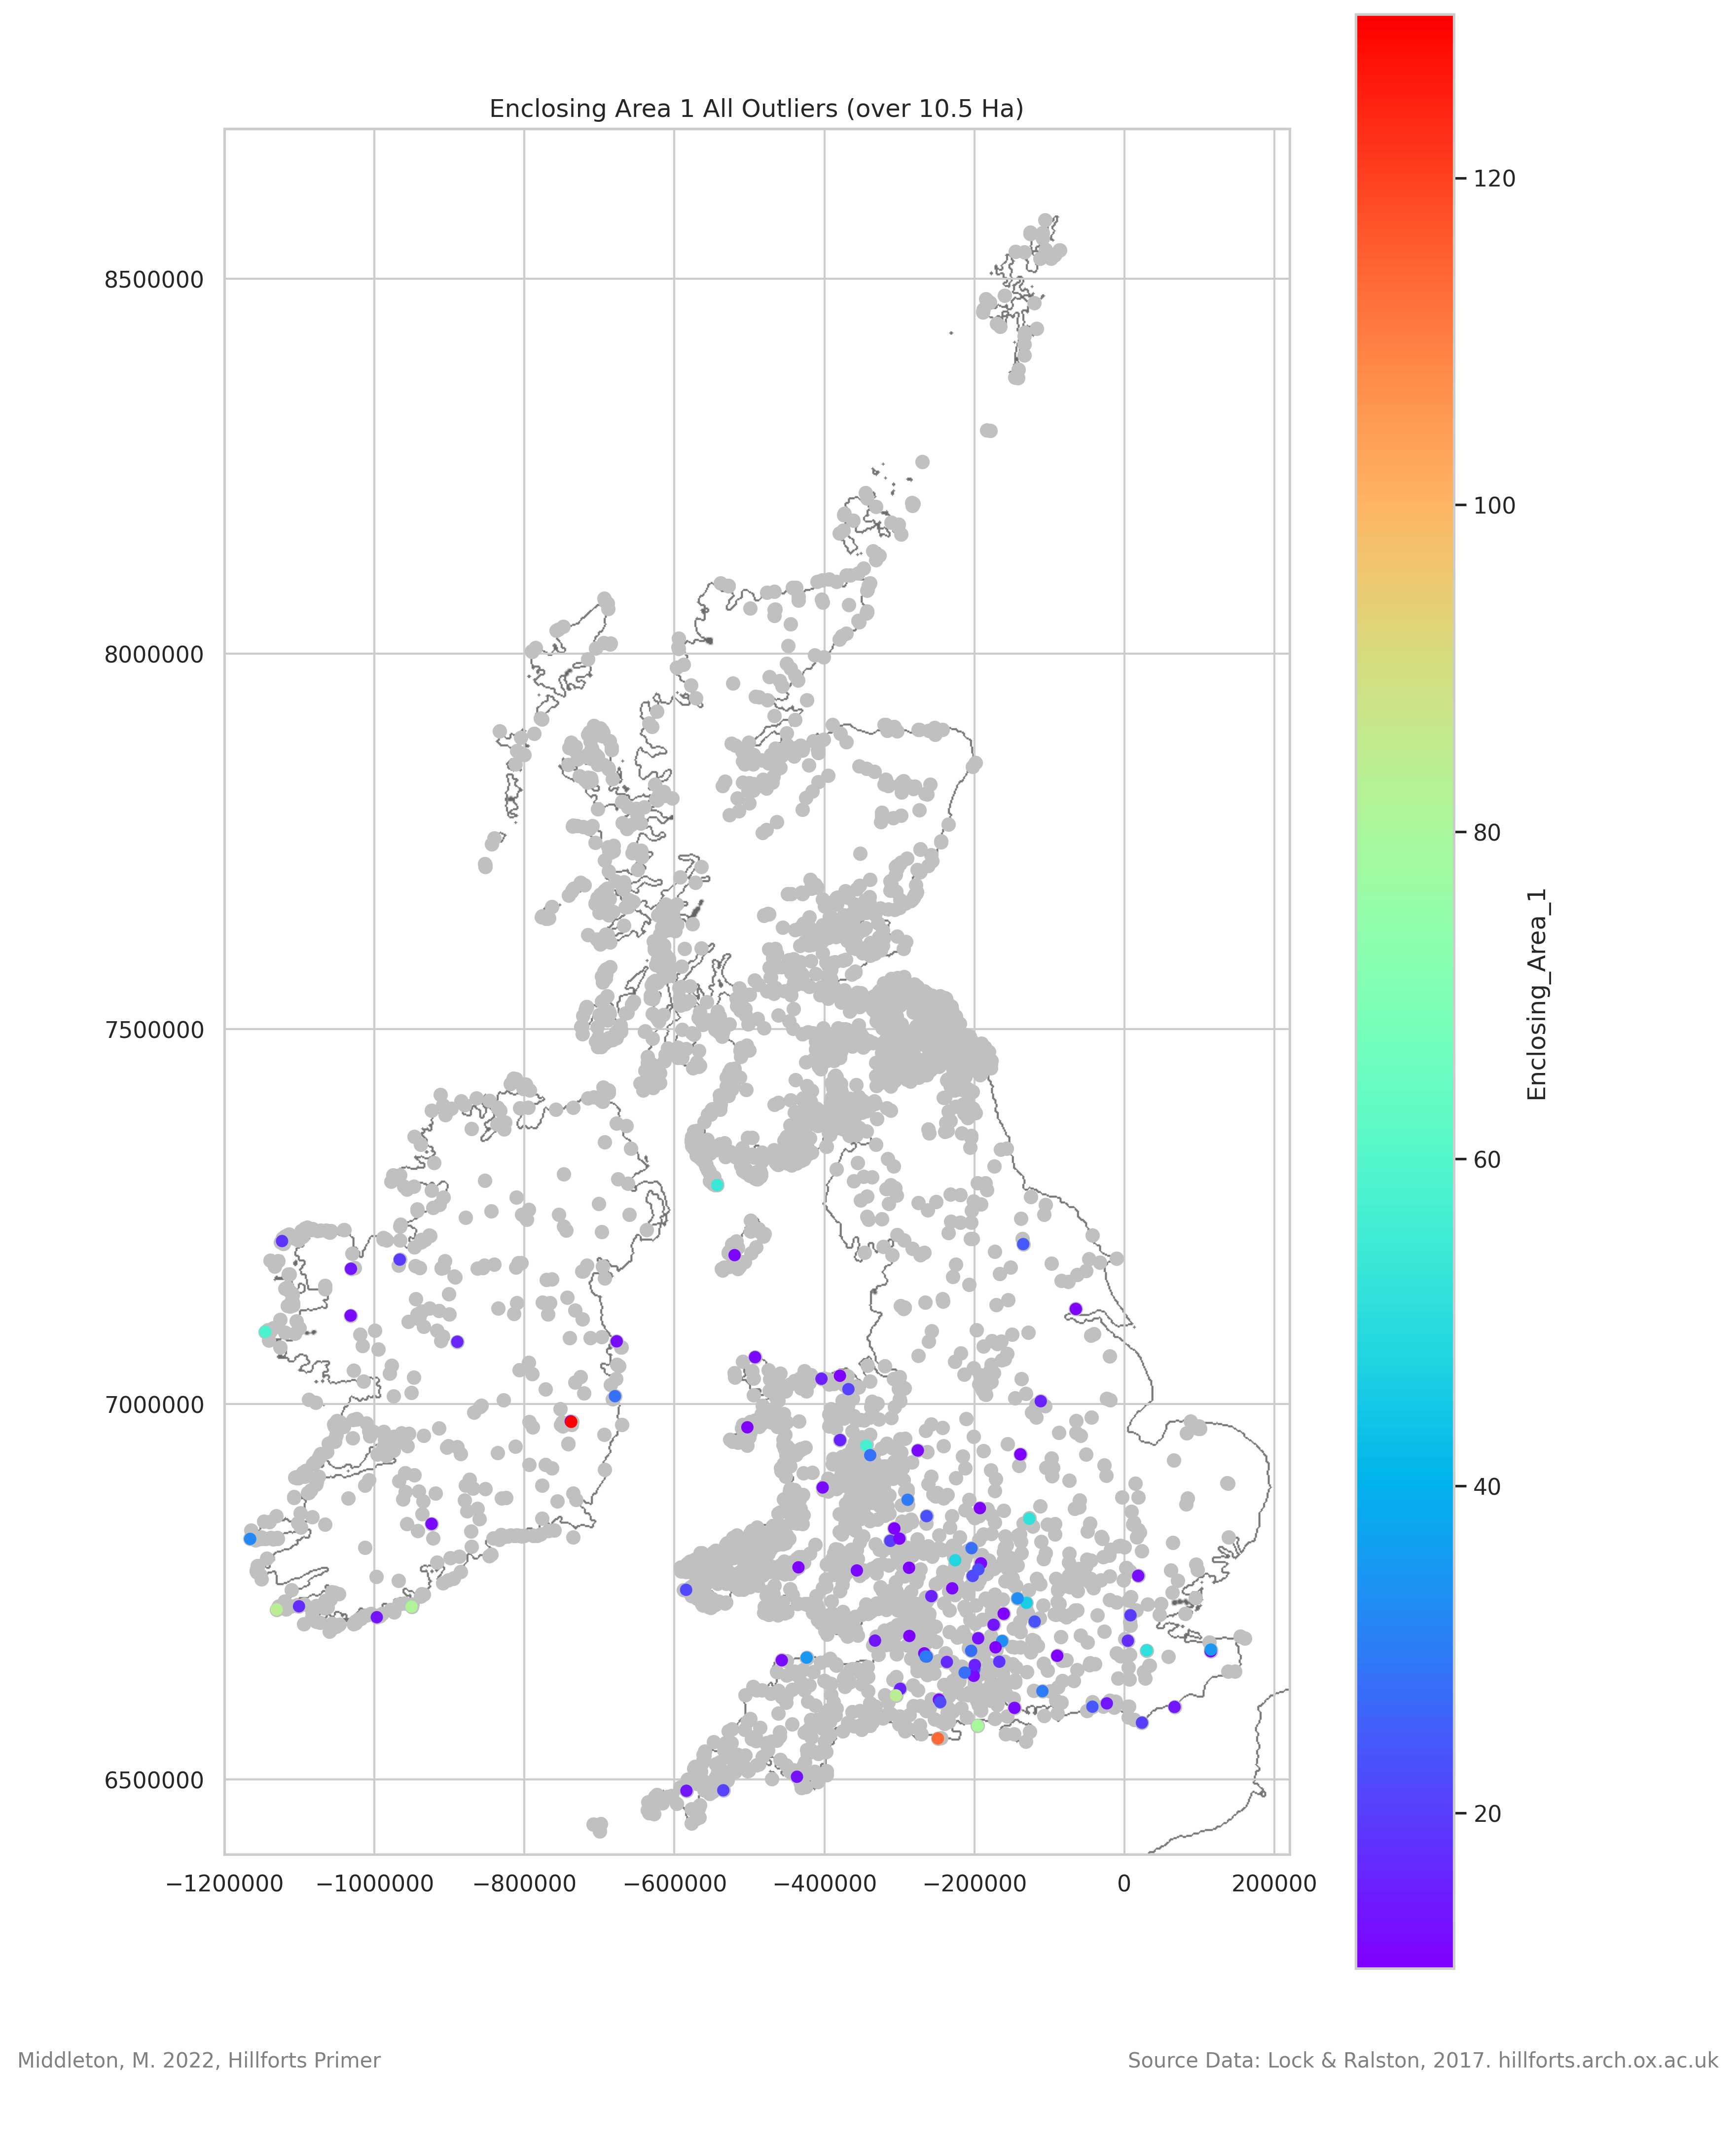 Enclosing Area 1 All Outliers (over 10.5 Ha)
8500000
8000000
7500000
7000000
6500000
−1200000 −1000000 −800000 −600000 −400000 −200000 0 200000
120
100
80
60
40
20
Enclosing_Area_1
Middleton, M. 2022, Hillforts Primer
Source Data: Lock & Ralston, 2017. hillforts.arch.ox.ac.uk